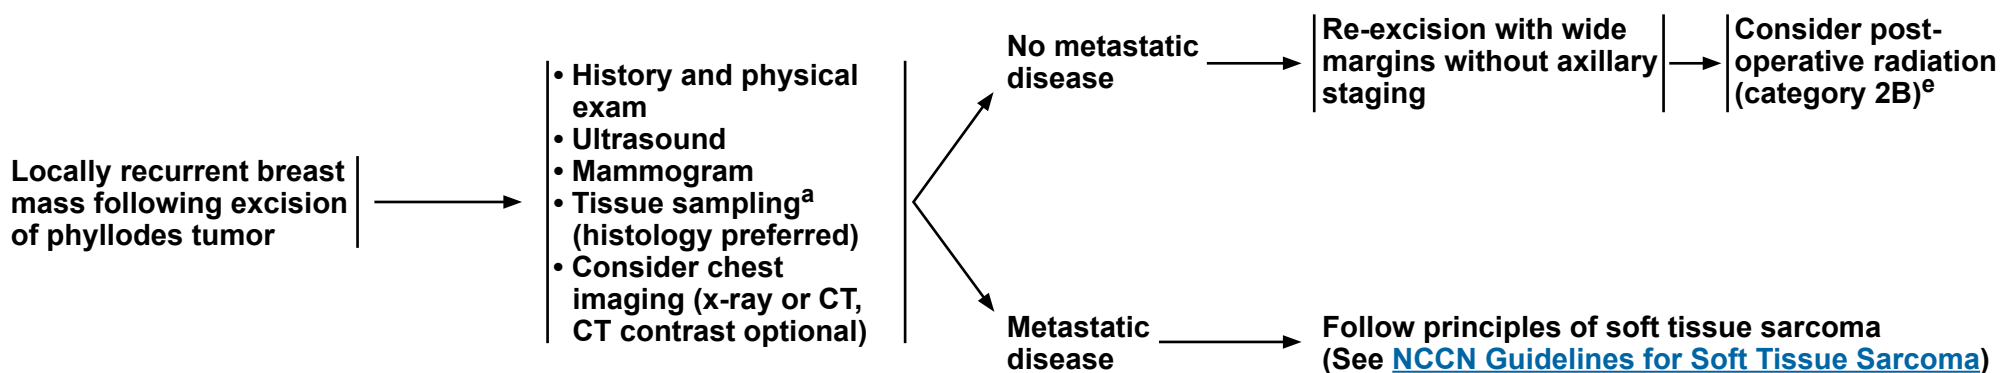 Locally recurrent breast
mass following excision
of phyllodes tumor
• History and physical
exam
• Ultrasound
• Mammogram
• Tissue samplingᵃ
(histology preferred)
• Consider chest
imaging (x-ray or CT,
CT contrast optional)
No metastatic
disease
Re-excision with wide
margins without axillary
staging
Consider post-
operative radiation
(category 2B)ᵉ
Metastatic
disease
Follow principles of soft tissue sarcoma
(See NCCN Guidelines for Soft Tissue Sarcoma)